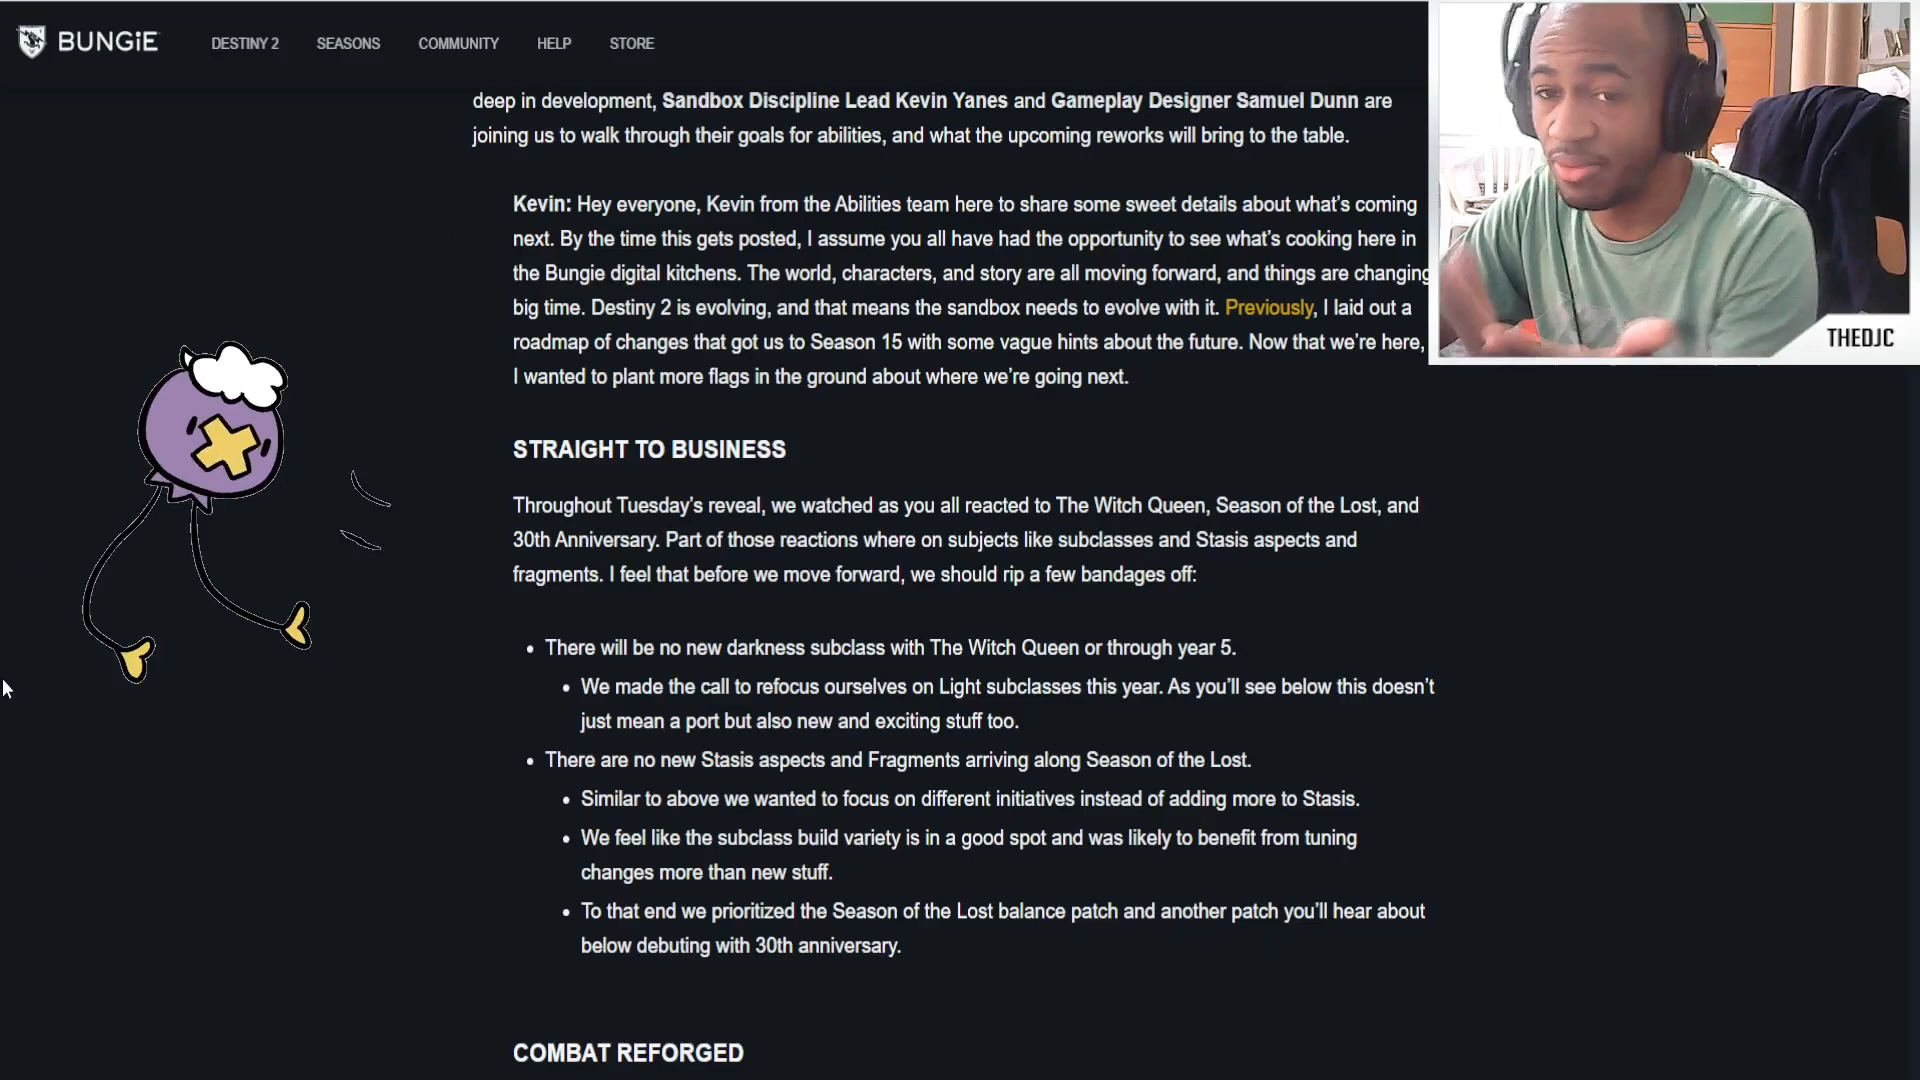 BUNGiE DESTINY 2 SEASONS COMMUNITY HELP STORE
deep in development, Sandbox Discipline Lead Kevin Yanes and Gameplay Designer Samuel Dunn are
joining us to walk through their goals for abilities, and what the upcoming reworks will bring to the table.
Kevin: Hey everyone, Kevin from the Abilities team here to share some sweet details about what's coming
next. By the time this gets posted, I assume you all have had the opportunity to see what's cooking here in
the Bungie digital kitchens. The world, characters, and story are all moving forward, and things are changing
big time. Destiny 2 is evolving, and that means the sandbox needs to evolve with it. Previously, I laid out a
roadmap of changes that got us to Season 15 with some vague hints about the future. Now that we're here,
I wanted to plant more flags in the ground about where we're going next.
THEDJC
STRAIGHT TO BUSINESS
Throughout Tuesday's reveal, we watched as you all reacted to The Witch Queen, Season of the Lost, and
30th Anniversary. Part of those reactions where on subjects like subclasses and Stasis aspects and
fragments. I feel that before we move forward, we should rip a few bandages off:
• There will be no new darkness subclass with The Witch Queen or through year 5.
• We made the call to refocus ourselves on Light subclasses this year. As you'll see below this doesn't
just mean a port but also new and exciting stuff too.
• There are no new Stasis aspects and Fragments arriving along Season of the Lost.
• Similar to above we wanted to focus on different initiatives instead of adding more to Stasis.
• We feel like the subclass build variety is in a good spot and was likely to benefit from tuning
changes more than new stuff.
• To that end we prioritized the Season of the Lost balance patch and another patch you'll hear about
below debuting with 30th anniversary.
COMBAT REFORGED